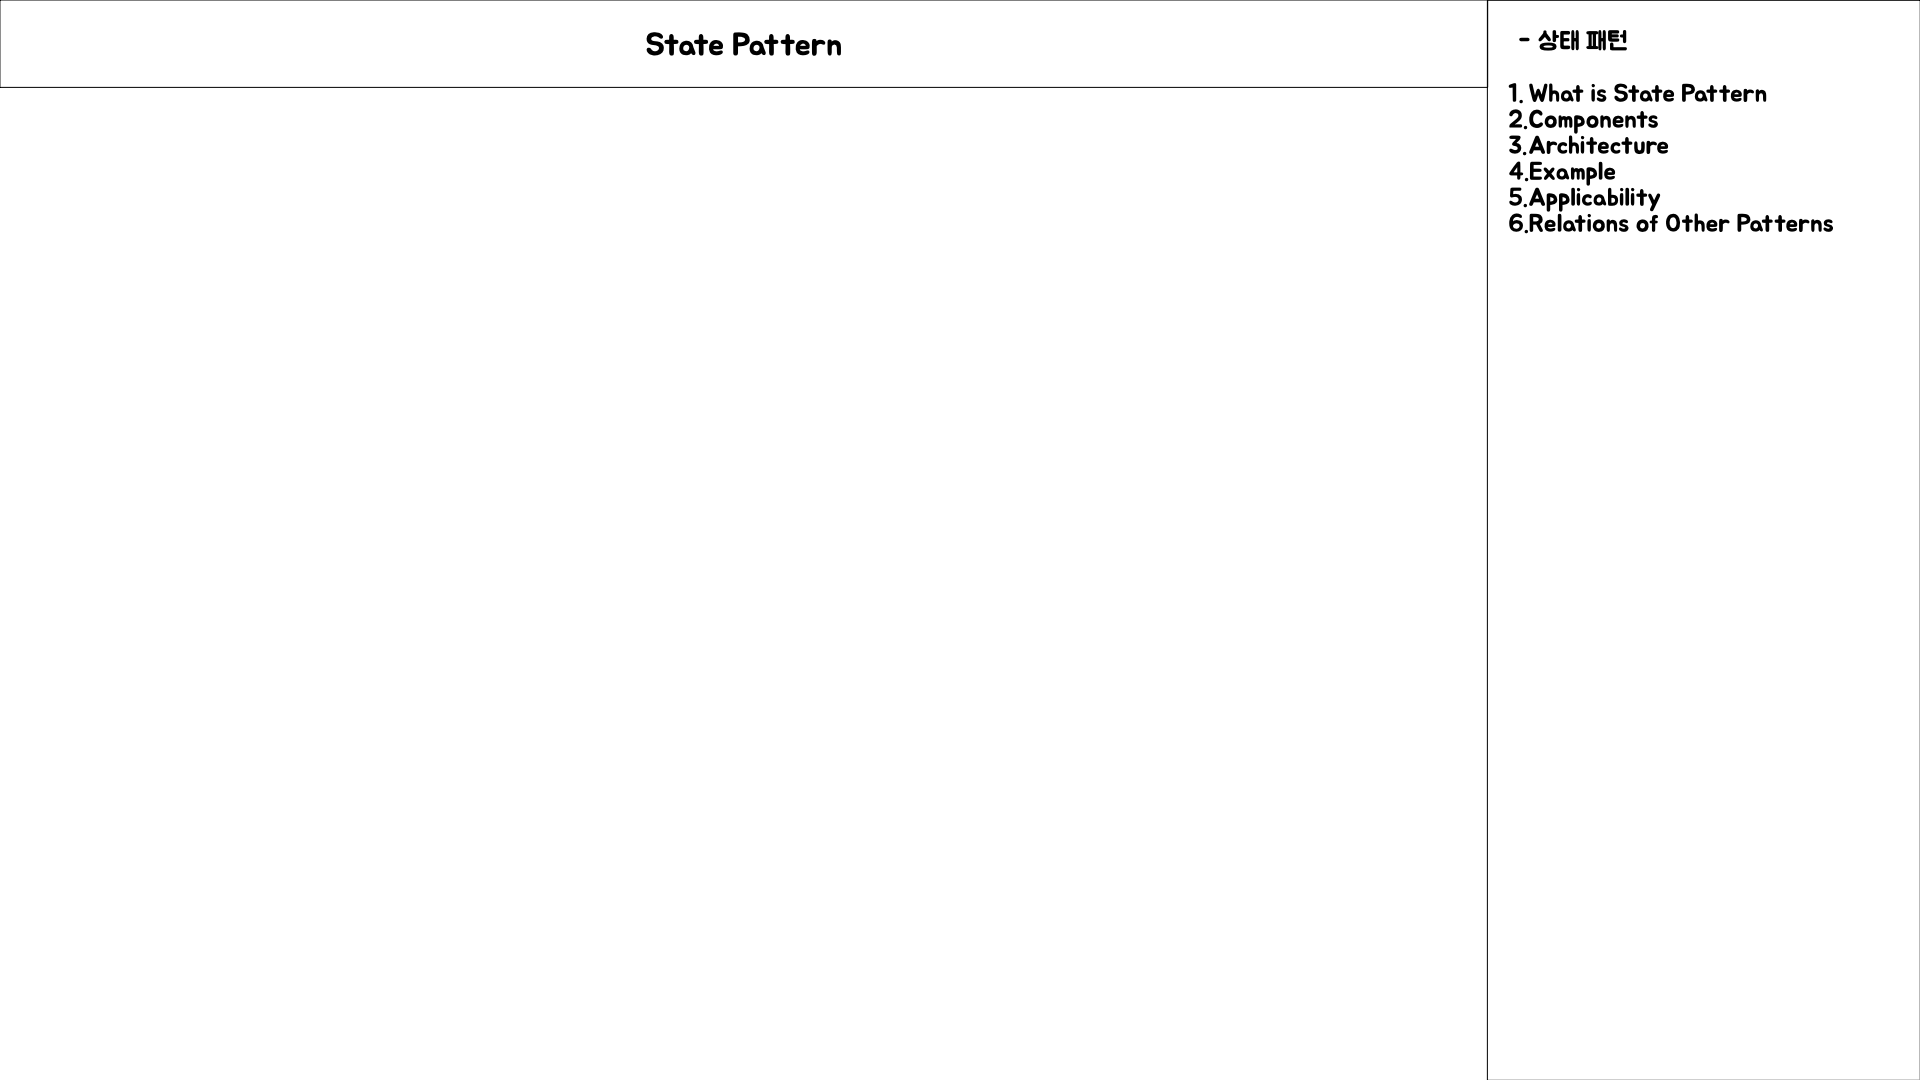 State Pattern
- 상태 패턴
1. What is State Pattern
2.Components
3.Architecture
4.Example
5.Applicability
6.Relations of Other Patterns